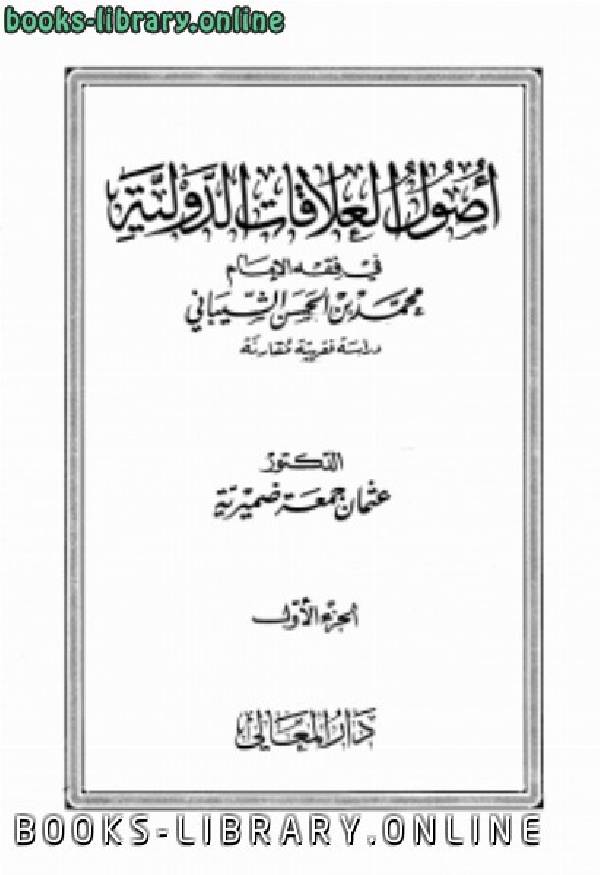 books-library.online
أصول العلاقات الدولية
في فقه الإمام
محمد بن الحسن الشيباني
دراسة فقهية مقارنة
الدكتور
عثمان جمعة ضميرية
الجزء الأول
دار المعالي
BOOKS-LIBRARY.ONLINE